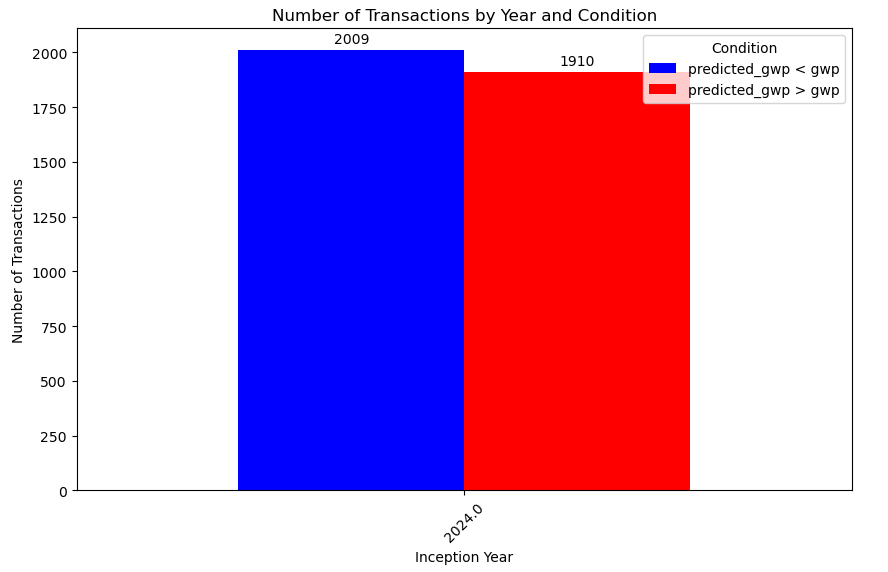 Number of Transactions by Year and Condition
2009
1910
Condition
predicted_gwp < gwp
predicted_gwp > gwp
Number of Transactions
2000
1750
1500
1250
1000
750
500
250
0
2024.0
Inception Year